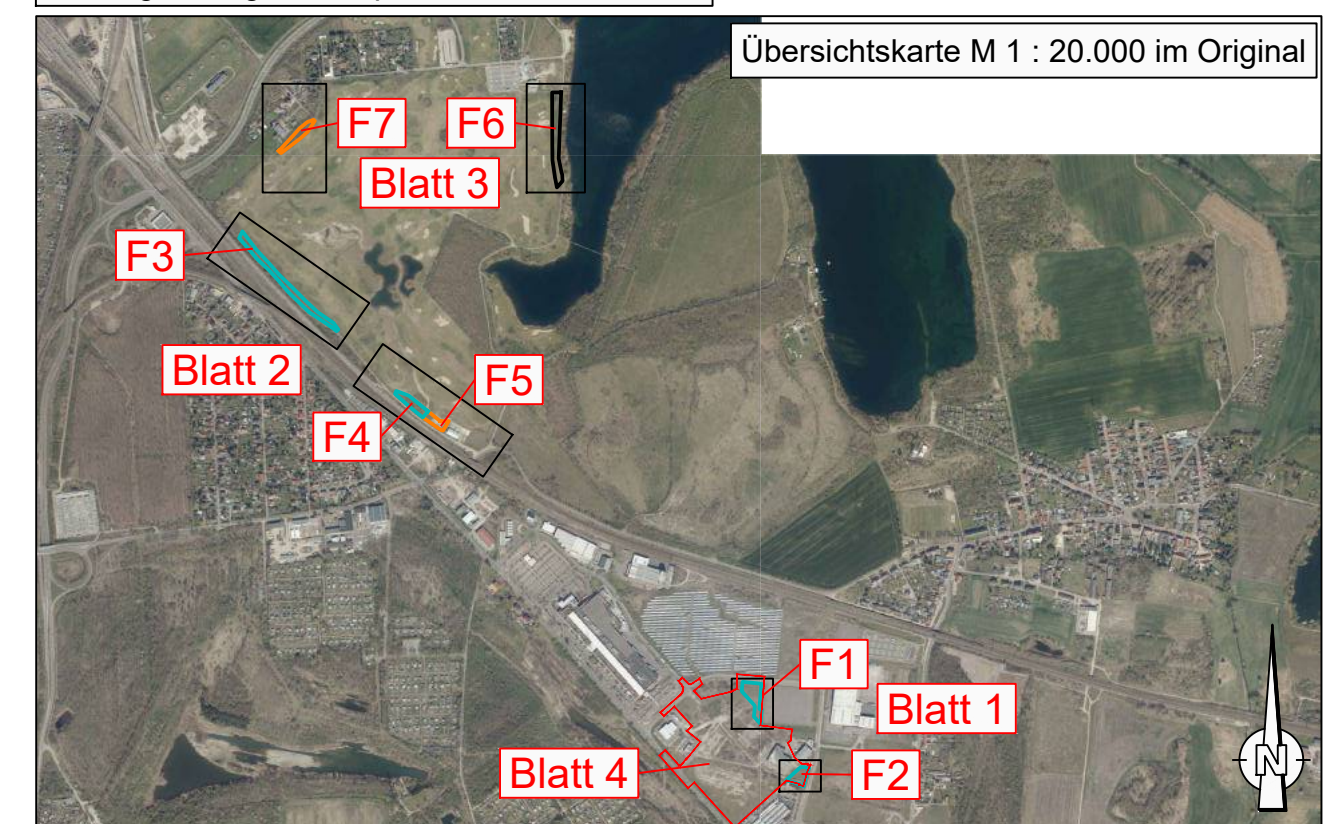 Übersichtskarte M 1 : 20.000 im Original
F7
F6
Blatt 3
F3
Blatt 2
F5
F4
F1
Blatt 1
Blatt 4
F2
N